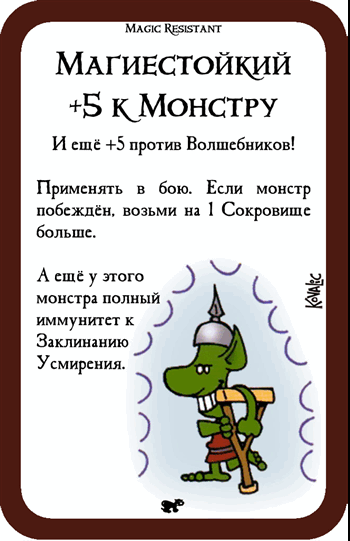 Magic Resistant
Магиестойкий
+5 к Монстру
И ещё +5 против Волшебников!
Применять в бою. Если монстр
побеждён, возьми на 1 Сокровище
больше.
А ещё у этого
монстра полный
иммунитет к
Заклинанию
Усмирения.
Kovalic